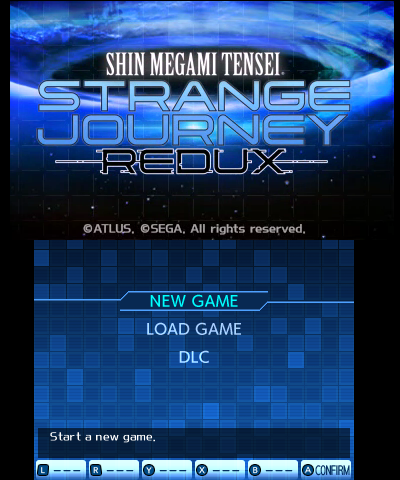 SHIN MEGAMI TENSEI®
STRANGE
JOURNEY
REDUX
©ATLUS. ©SEGA. All rights reserved.
NEW GAME
LOAD GAME
DLC
Start a new game.
L --- R --- Y --- X --- B --- A CONFIRM